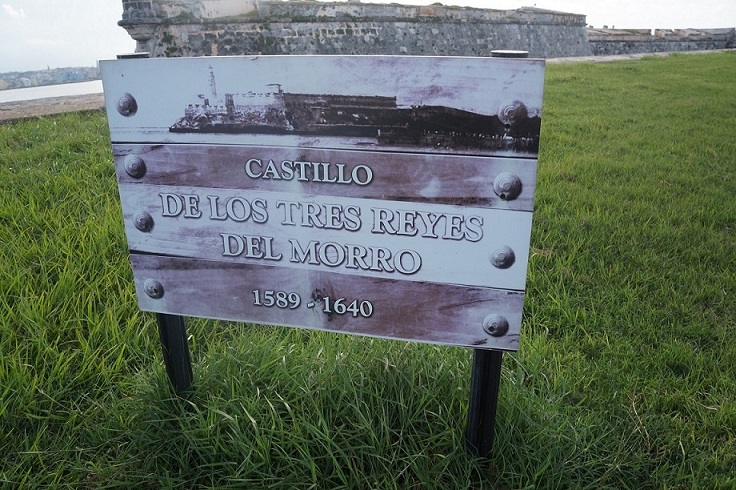 CASTILLO
DE LOS TRES REYES
DEL MORRO
1589 - 1640